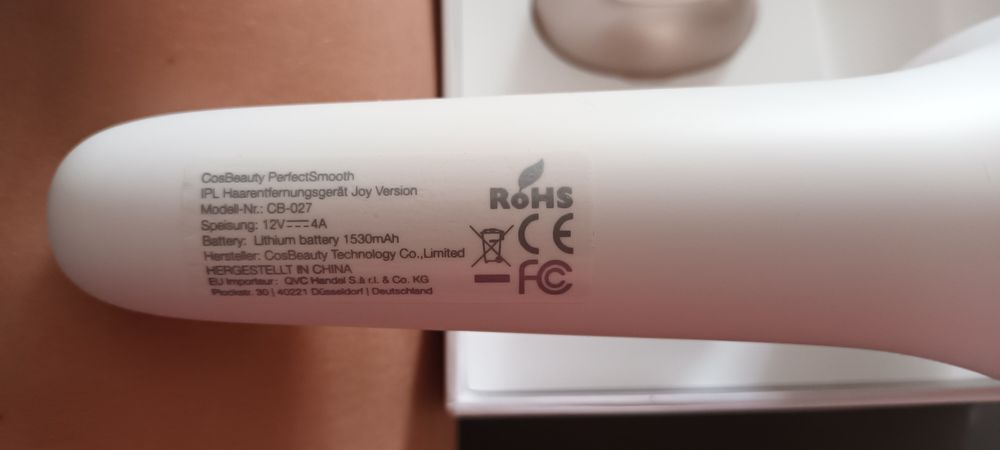 CosBeauty PerfectSmooth
IPL Haarentfernungsgerät Joy Version
Modell-Nr.: CB-027
Speisung: 12V⎓4A
Battery: Lithium battery 1530mAh
Hersteller: CosBeauty Technology Co.,Limited
HERGESTELLT IN CHINA
EU Importeur: QVC Handel S.à r.l. & Co. KG
Plockstr. 30 | 40221 Düsseldorf | Deutschland
RoHS
CE
FC